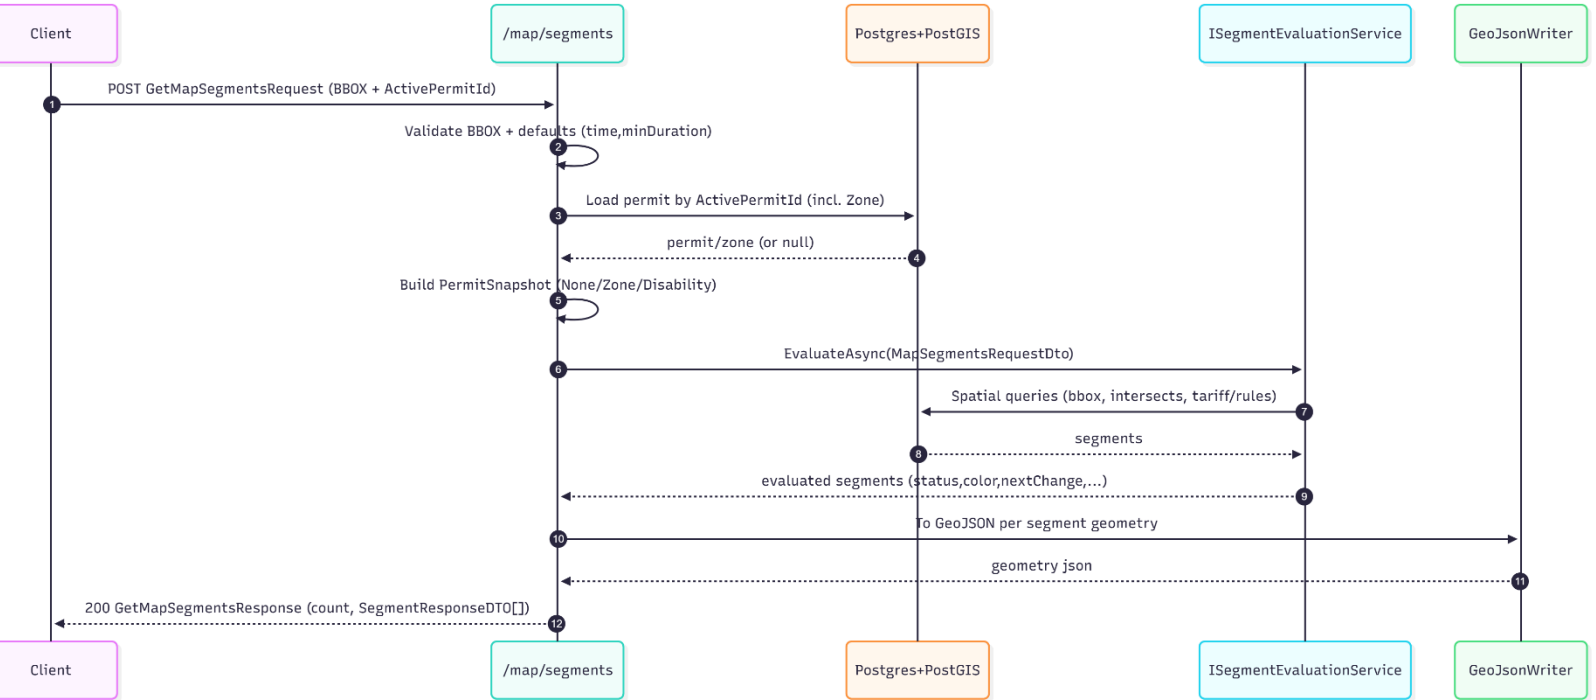 Client
/map/segments
Postgres+PostGIS
ISegmentEvaluationService
GeoJsonWriter
POST GetMapSegmentsRequest (BBOX + ActivePermitId)
1
Validate BBOX + defaults (time,minDuration)
2
Load permit by ActivePermitId (incl. Zone)
3
permit/zone (or null)
4
Build PermitSnapshot (None/Zone/Disability)
5
EvaluateAsync(MapSegmentsRequestDto)
6
Spatial queries (bbox, intersects, tariff/rules)
7
segments
8
evaluated segments (status,color,nextChange,...)
9
To GeoJSON per segment geometry
10
geometry json
11
200 GetMapSegmentsResponse (count, SegmentResponseDTO[])
12
Client
/map/segments
Postgres+PostGIS
ISegmentEvaluationService
GeoJsonWriter